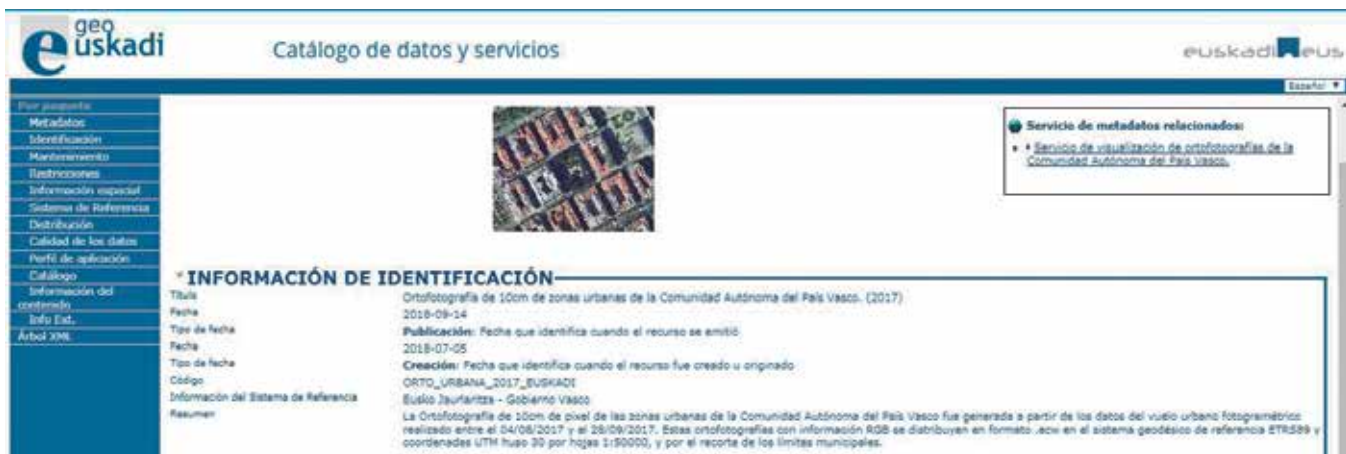 geo
euskadi
Catálogo de datos y servicios
euskadi eus
Español
Por paquete
Metadatos
Identificación
Mantenimiento
Restricciones
Información espacial
Sistema de Referencia
Distribución
Calidad de los datos
Perfil de aplicación
Catálogo
Información del
contenido
Info Ext.
Árbol XML
Servicio de metadatos relacionados:
Servicio de visualización de ortofotografías de la
Comunidad Autónoma del País Vasco.
INFORMACIÓN DE IDENTIFICACIÓN
Título Ortofotografía de 10cm de zonas urbanas de la Comunidad Autónoma del País Vasco. (2017)
Fecha 2018-09-14
Tipo de fecha Publicación: Fecha que identifica cuando el recurso se emitió
Fecha 2018-07-05
Tipo de fecha Creación: Fecha que identifica cuando el recurso fue creado u originado
Código ORTO_URBANA_2017_EUSKADI
Información del Sistema de Referencia Eusko Jaurlaritza - Gobierno Vasco
Resumen La Ortofotografía de 10cm de pixel de las zonas urbanas de la Comunidad Autónoma del País Vasco fue generada a partir de los datos del vuelo urbano fotogramétrico
realizado entre el 04/08/2017 y el 28/09/2017. Estas ortofotografías con información RGB se distribuyen en formato .ecw en el sistema geodésico de referencia ETRS89 y
coordenadas UTM huso 30 por hojas 1:50000, y por el recorte de los límites municipales.